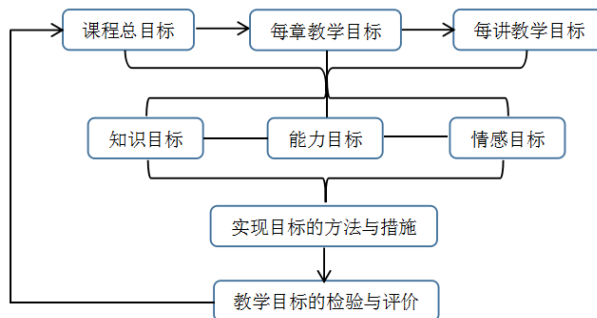 课程总目标
每章教学目标
每讲教学目标
知识目标
能力目标
情感目标
实现目标的方法与措施
教学目标的检验与评价